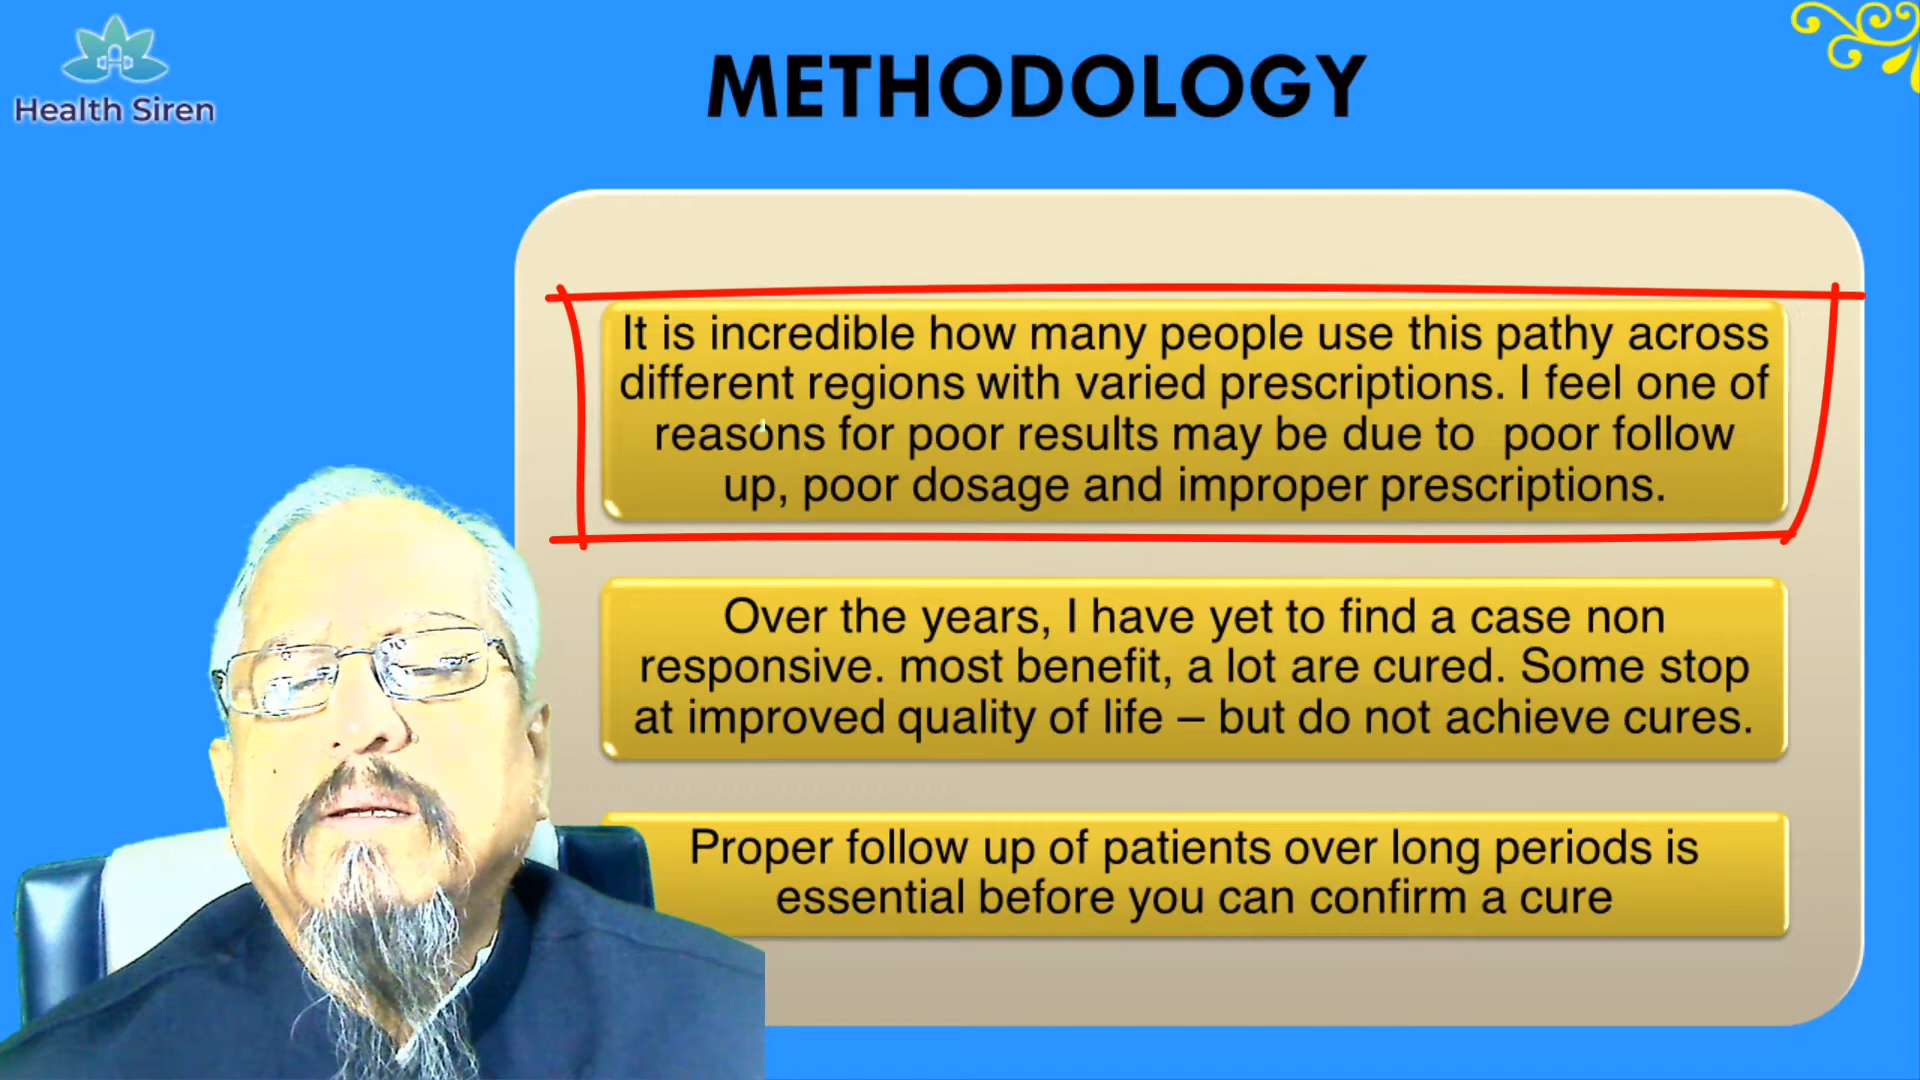 Health Siren
METHODOLOGY
It is incredible how many people use this pathy across
different regions with varied prescriptions. I feel one of
reasons for poor results may be due to  poor follow
up, poor dosage and improper prescriptions.
Over the years, I have yet to find a case non
responsive. most benefit, a lot are cured. Some stop
at improved quality of life – but do not achieve cures.
Proper follow up of patients over long periods is
essential before you can confirm a cure